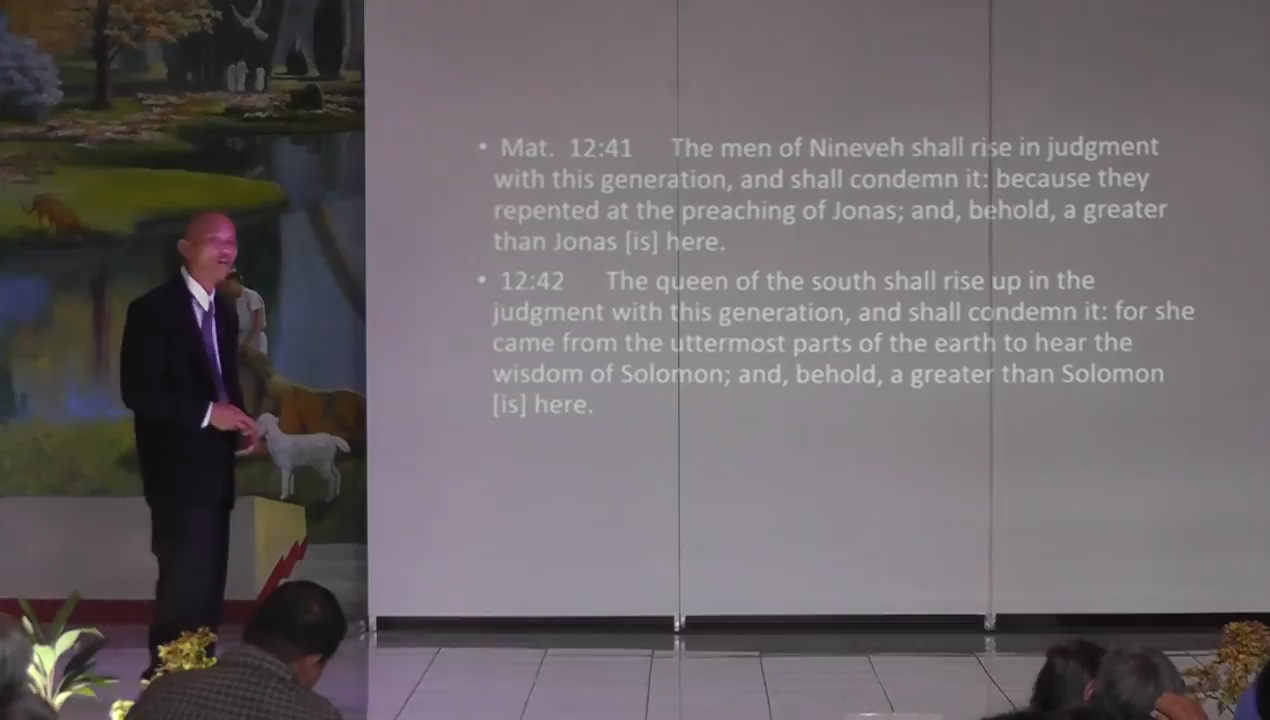 • Mat. 12:41 The men of Nineveh shall rise in judgment
with this generation, and shall condemn it: because they
repented at the preaching of Jonas; and, behold, a greater
than Jonas [is] here.
• 12:42 The queen of the south shall rise up in the
judgment with this generation, and shall condemn it: for she
came from the uttermost parts of the earth to hear the
wisdom of Solomon; and, behold, a greater than Solomon
[is] here.